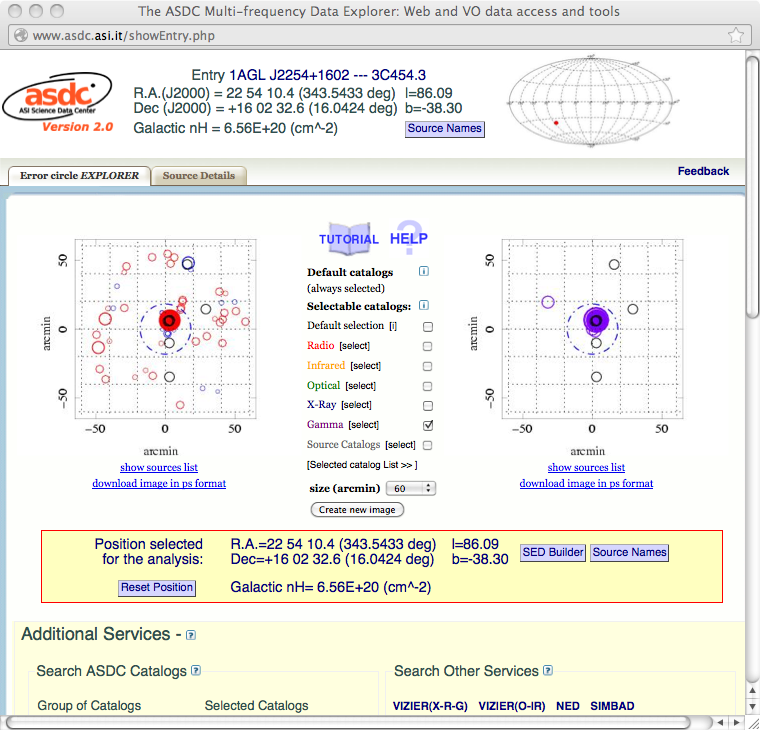 The ASDC Multi-frequency Data Explorer: Web and VO data access and tools
www.asdc.asi.it/showEntry.php
asdc
ASI Science Data Center
Version 2.0
Entry 1AGL J2254+1602 --- 3C454.3
R.A.(J2000) = 22 54 10.4 (343.5433 deg) l=86.09
Dec (J2000) = +16 02 32.6 (16.0424 deg) b=-38.30
Galactic nH = 6.56E+20 (cm^-2)
Source Names
Error circle EXPLORER
Source Details
Feedback
50
0
−50
arcmin
−50 0 50
arcmin
show sources list
download image in ps format
TUTORIAL HELP
Default catalogs
(always selected)
Selectable catalogs:
Default selection [i]
Radio [select]
Infrared [select]
Optical [select]
X-Ray [select]
Gamma [select]
Source Catalogs [select]
[Selected catalog List >> ]
size (arcmin) 60
Create new image
50
0
−50
arcmin
−50 0 50
arcmin
show sources list
download image in ps format
Position selected
for the analysis:
R.A.=22 54 10.4 (343.5433 deg) l=86.09
Dec=+16 02 32.6 (16.0424 deg) b=-38.30
SED Builder
Source Names
Reset Position
Galactic nH= 6.56E+20 (cm^-2)
Additional Services - ?
Search ASDC Catalogs ?
Search Other Services ?
Group of Catalogs
Selected Catalogs
VIZIER(X-R-G) VIZIER(O-IR) NED SIMBAD